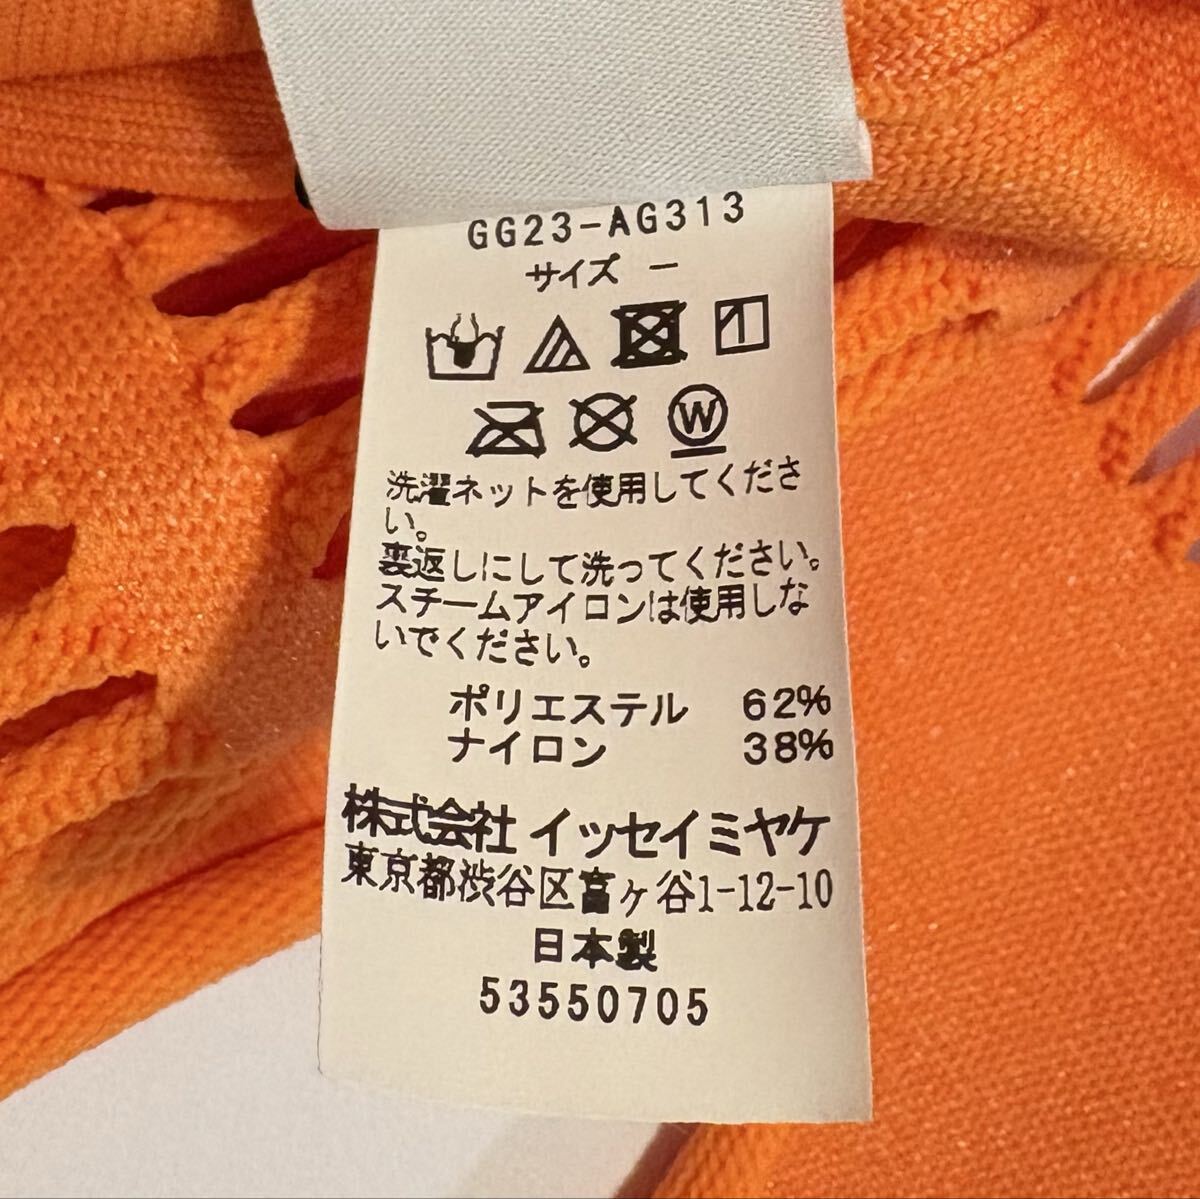 GG23-AG313
サイズ ー
W
洗濯ネットを使用してくださ
い。
裏返しにして洗ってください。
スチームアイロンは使用しな
いでください。
ポリエステル 62%
ナイロン 38%
株式会社 イッセイミヤケ
東京都渋谷区富ヶ谷1-12-10
日本製
53550705